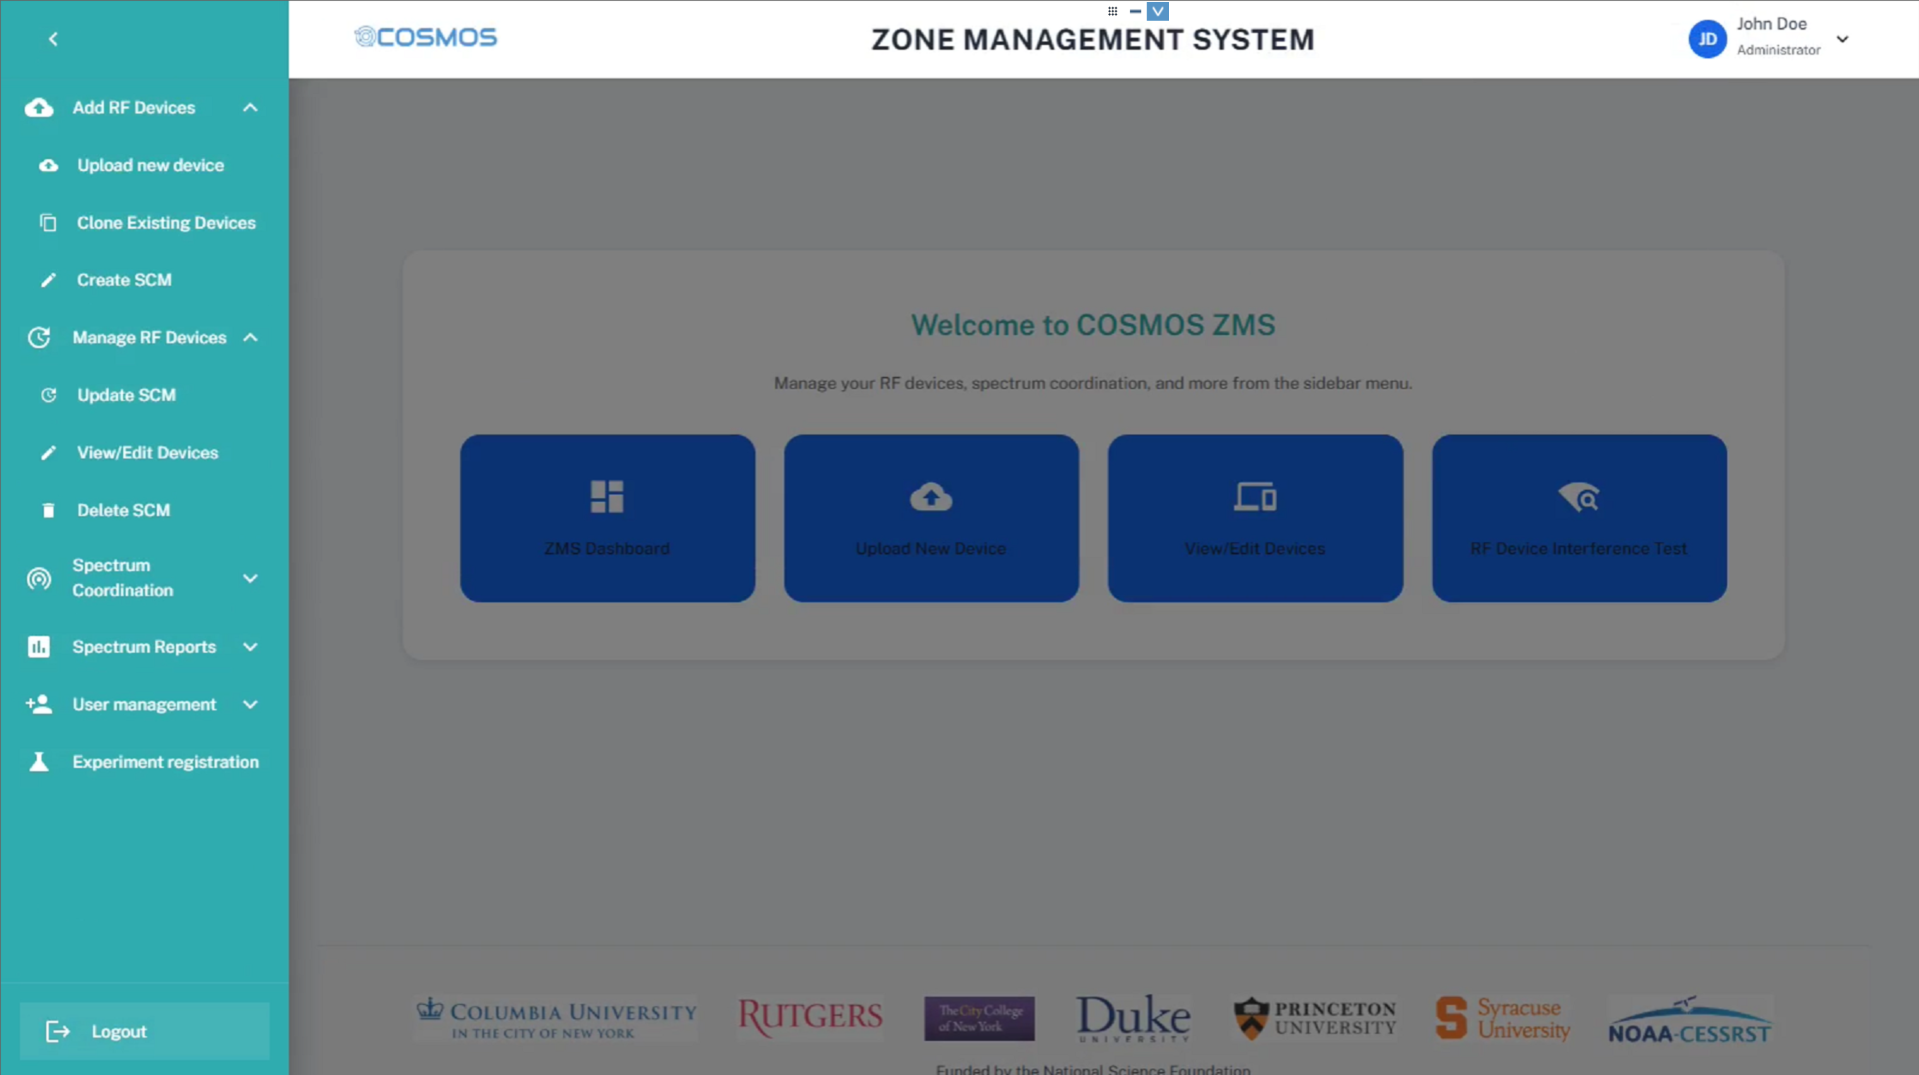 COSMOS
ZONE MANAGEMENT SYSTEM
JD
John Doe
Administrator
Add RF Devices
Upload new device
Clone Existing Devices
Create SCM
Manage RF Devices
Update SCM
View/Edit Devices
Delete SCM
Spectrum
Coordination
Spectrum Reports
User management
Experiment registration
Logout
Welcome to COSMOS ZMS
Manage your RF devices, spectrum coordination, and more from the sidebar menu.
ZMS Dashboard
Upload New Device
View/Edit Devices
RF Device Interference Test
COLUMBIA UNIVERSITY
IN THE CITY OF NEW YORK
RUTGERS
The City College
of New York
Duke
UNIVERSITY
PRINCETON
UNIVERSITY
S
Syracuse
University
NOAA-CESSRST
Funded by the National Science Foundation